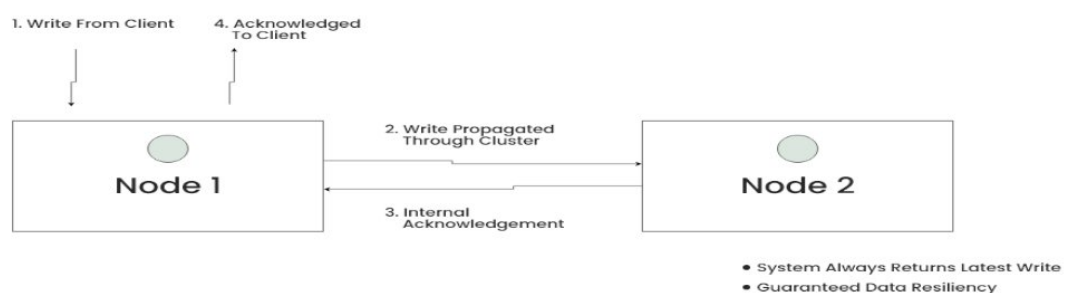 1. Write From Client
4. Acknowledged
To Client
2. Write Propagated
Through Cluster
Node 1
Node 2
3. Internal
Acknowledgement
• System Always Returns Latest Write
• Guaranteed Data Resiliency